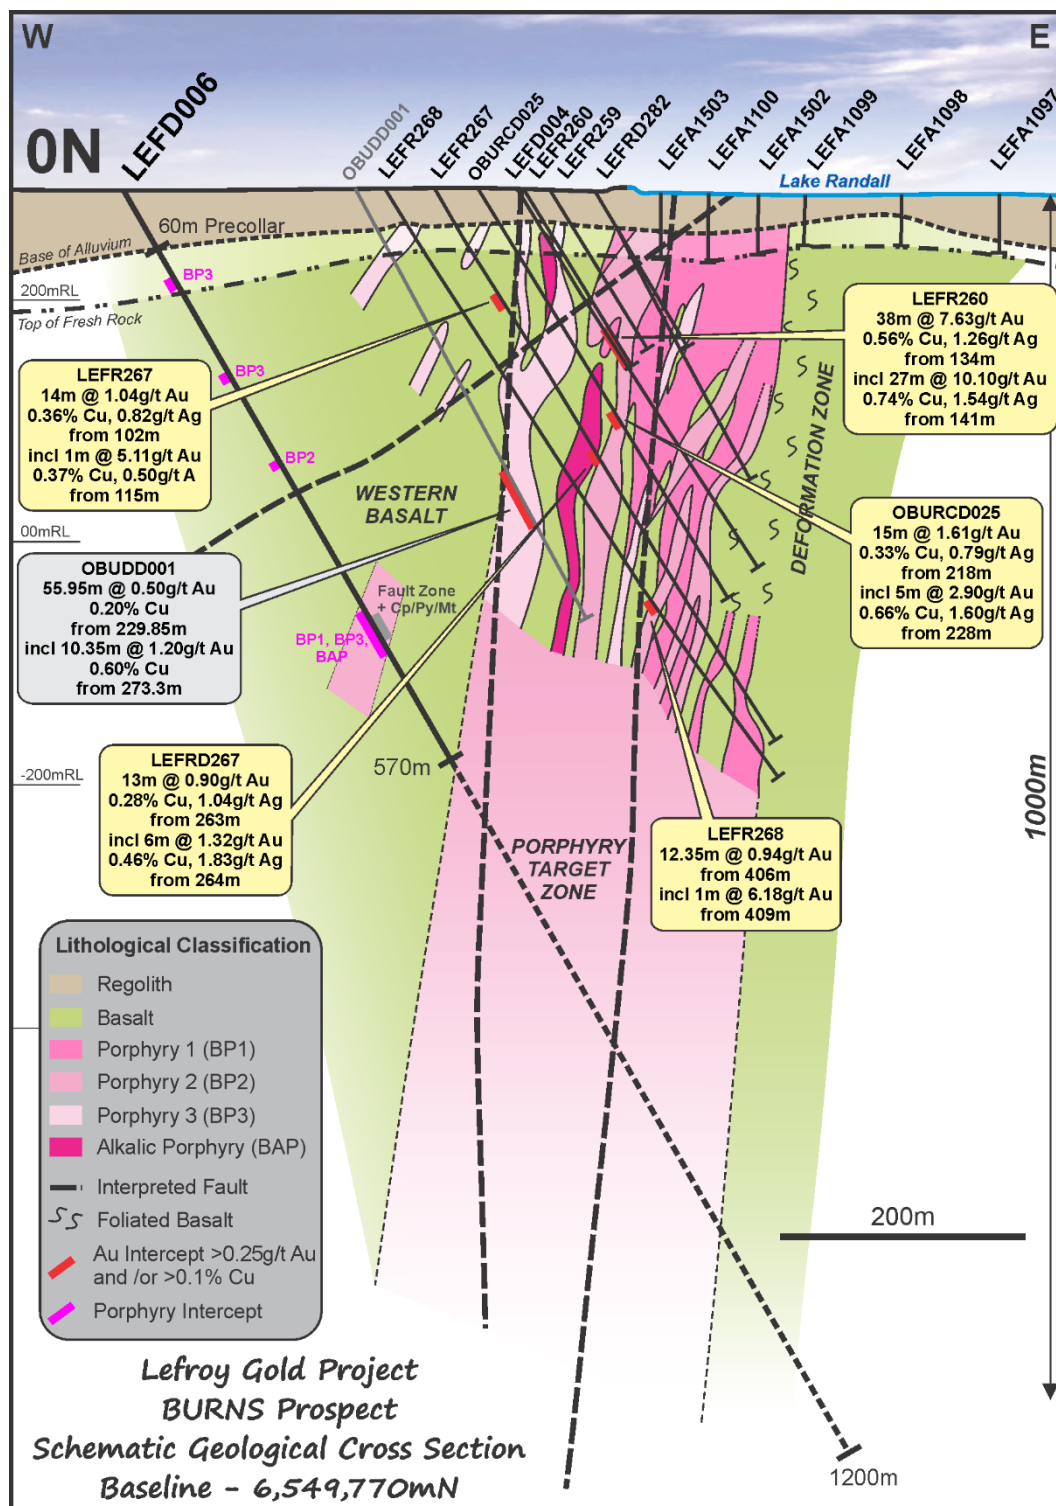 W
E
0N
LEFD006
OBUDD001
LEFR268
LEFR267
OBURCD025
LEFD004
LEFR260
LEFR259
LEFRD282
LEFA1503
LEFA1100
LEFA1502
LEFA1099
LEFA1098
LEFA1097
Lake Randall
60m Precollar
Base of Alluvium
200mRL
Top of Fresh Rock
BP3
BP3
BP2
LEFR267
14m @ 1.04g/t Au
0.36% Cu, 0.82g/t Ag
from 102m
incl 1m @ 5.11g/t Au
0.37% Cu, 0.50g/t A
from 115m
LEFR260
38m @ 7.63g/t Au
0.56% Cu, 1.26g/t Ag
from 134m
incl 27m @ 10.10g/t Au
0.74% Cu, 1.54g/t Ag
from 141m
WESTERN
BASALT
DEFORMATION ZONE
00mRL
OBUDD001
55.95m @ 0.50g/t Au
0.20% Cu
from 229.85m
incl 10.35m @ 1.20g/t Au
0.60% Cu
from 273.3m
OBURCD025
15m @ 1.61g/t Au
0.33% Cu, 0.79g/t Ag
from 218m
incl 5m @ 2.90g/t Au
0.66% Cu, 1.60g/t Ag
from 228m
Fault Zone
+ Cp/Py/Mt
BP1, BP3,
BAP
-200mRL
570m
1000m
LEFRD267
13m @ 0.90g/t Au
0.28% Cu, 1.04g/t Ag
from 263m
incl 6m @ 1.32g/t Au
0.46% Cu, 1.83g/t Ag
from 264m
PORPHYRY
TARGET
ZONE
LEFR268
12.35m @ 0.94g/t Au
from 406m
incl 1m @ 6.18g/t Au
from 409m
Lithological Classification
Regolith
Basalt
Porphyry 1 (BP1)
Porphyry 2 (BP2)
Porphyry 3 (BP3)
Alkalic Porphyry (BAP)
Interpreted Fault
Foliated Basalt
Au Intercept >0.25g/t Au
and /or >0.1% Cu
Porphyry Intercept
200m
Lefroy Gold Project
BURNS Prospect
Schematic Geological Cross Section
Baseline - 6,549,770mN
1200m